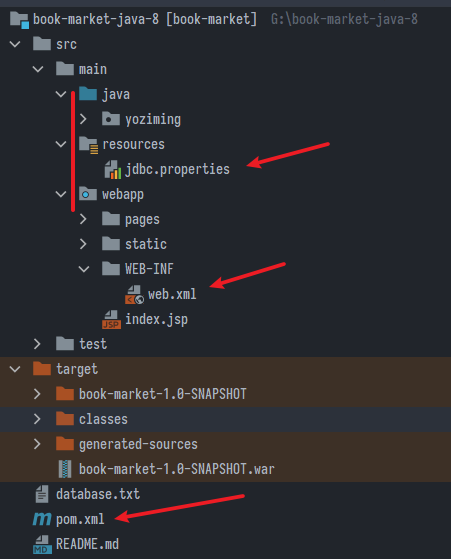 book-market-java-8 [book-market] G:\book-market-java-8
src
main
java
yoziming
resources
jdbc.properties
webapp
pages
static
WEB-INF
web.xml
JSP index.jsp
test
target
book-market-1.0-SNAPSHOT
classes
generated-sources
book-market-1.0-SNAPSHOT.war
database.txt
m pom.xml
MD README.md